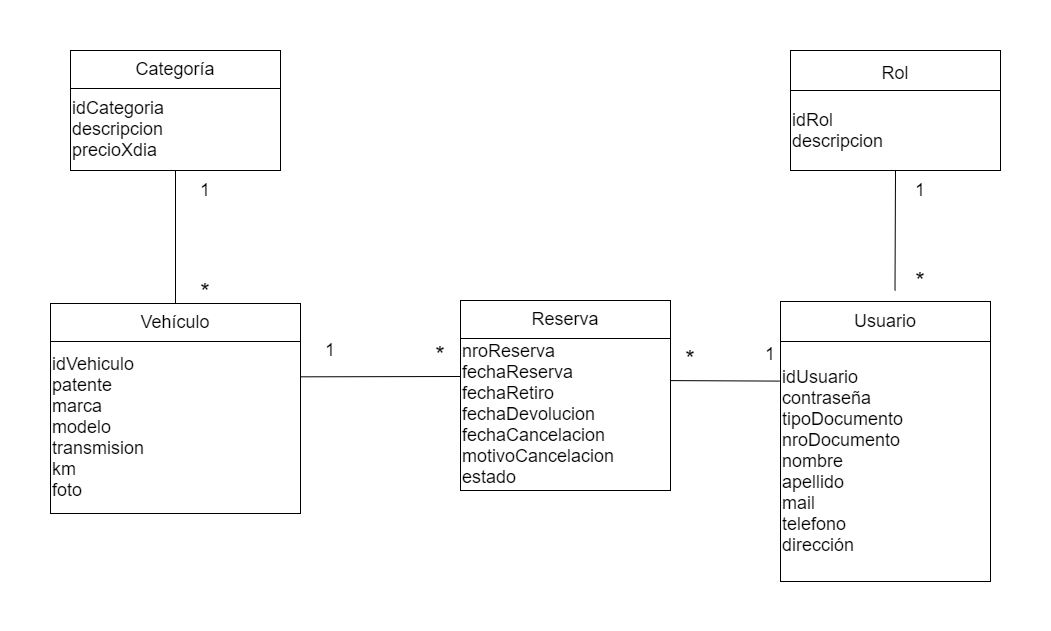 Categoría
idCategoria
descripcion
precioXdia
1
*
Rol
idRol
descripcion
1
*
Vehículo
idVehiculo
patente
marca
modelo
transmision
km
foto
1
*
Reserva
nroReserva
fechaReserva
fechaRetiro
fechaDevolucion
fechaCancelacion
motivoCancelacion
estado
*
1
Usuario
idUsuario
contraseña
tipoDocumento
nroDocumento
nombre
apellido
mail
telefono
dirección